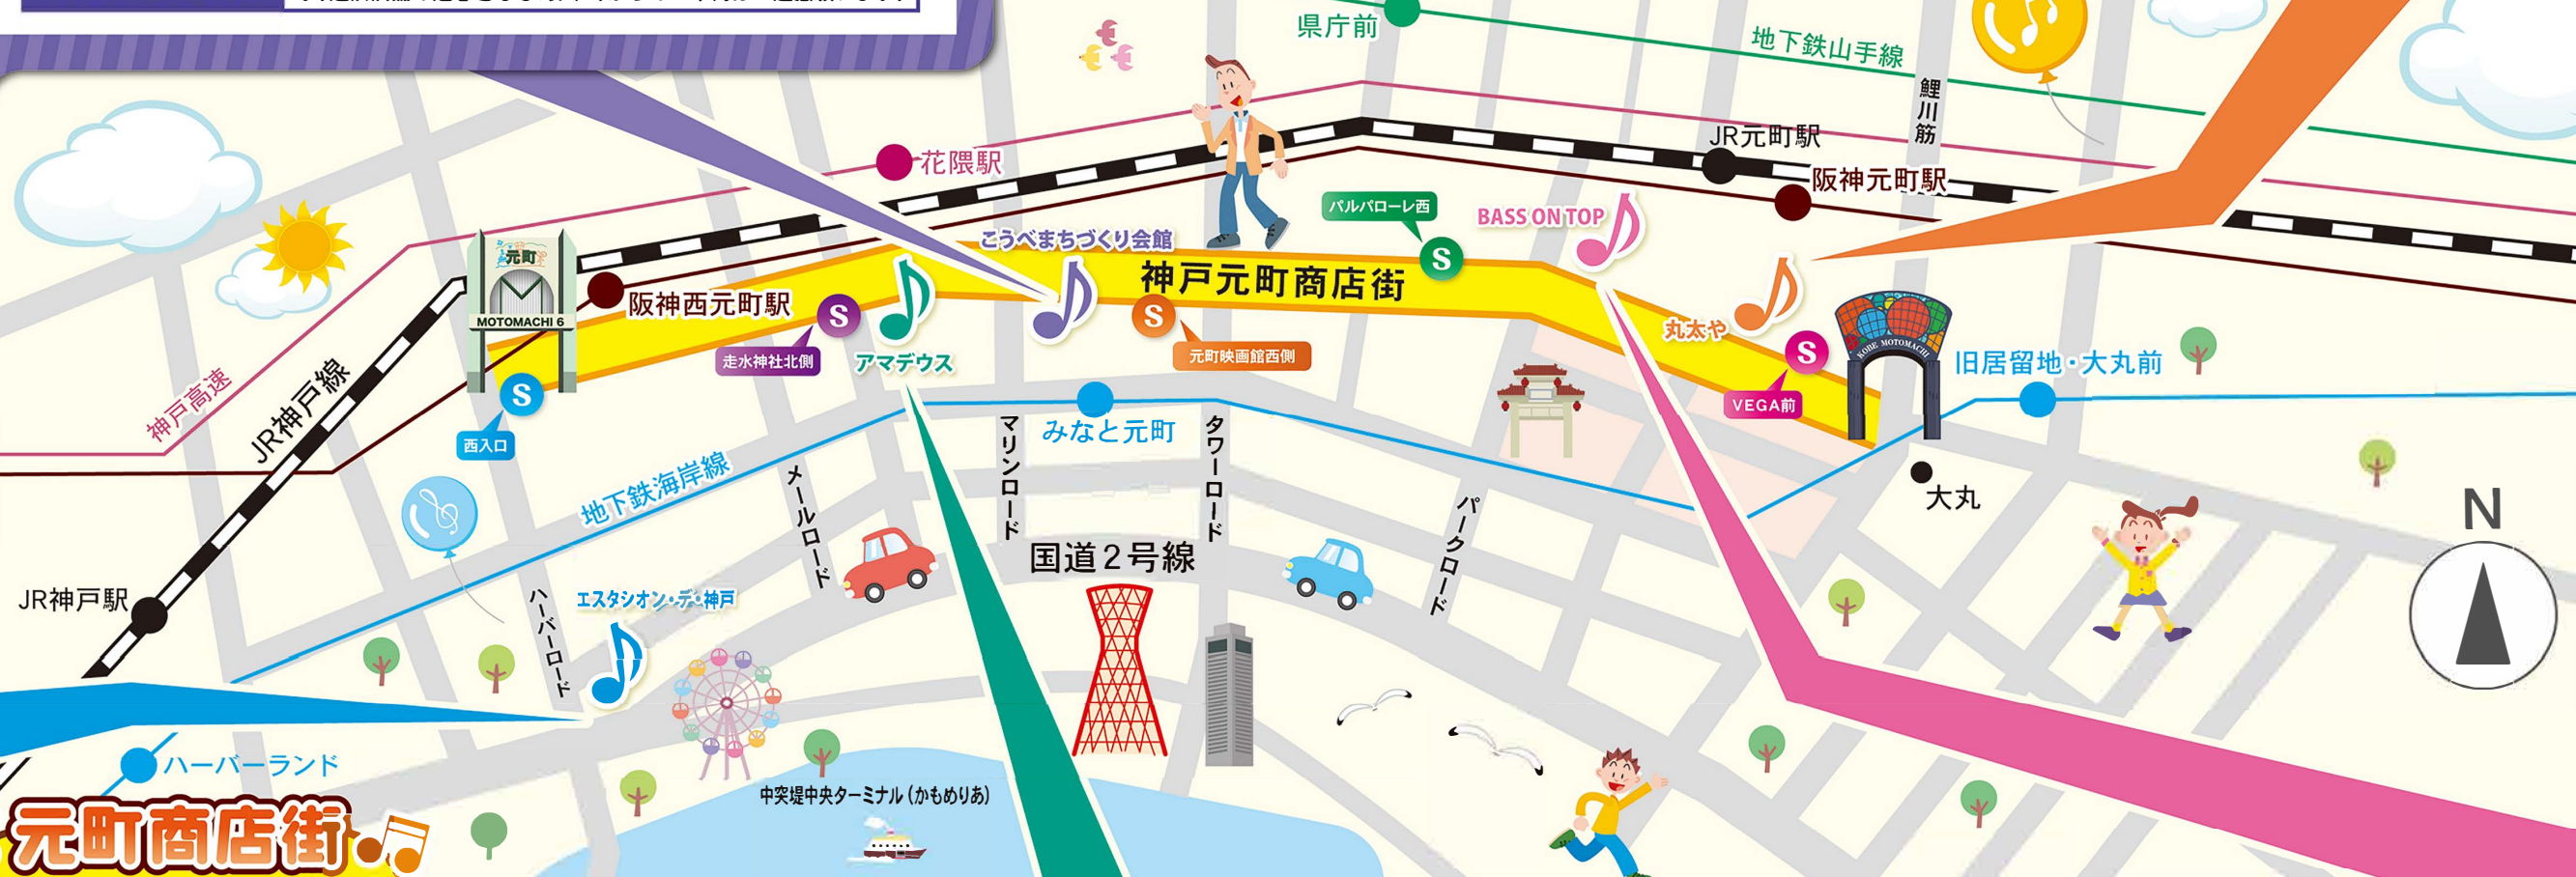 県庁前
地下鉄山手線
鯉川筋
JR元町駅
阪神元町駅
花隈駅
パルパローレ西
S
BASS ON TOP
こうべまちづくり会館
神戸元町商店街
元町
MOTOMACHI 6
阪神西元町駅
S
走水神社北側
アマデウス
S
元町映画館西側
丸太や
S
VEGA前
KOBE MOTOMACHI
旧居留地・大丸前
大丸
神戸高速
JR神戸線
S
西入口
地下鉄海岸線
みなと元町
メールロード
マリンロード
タワーロード
パークロード
国道2号線
N
JR神戸駅
ハーバーロード
エスタシオン・デ・神戸
ハーバーランド
中突堤中央ターミナル（かもめりあ）
元町商店街